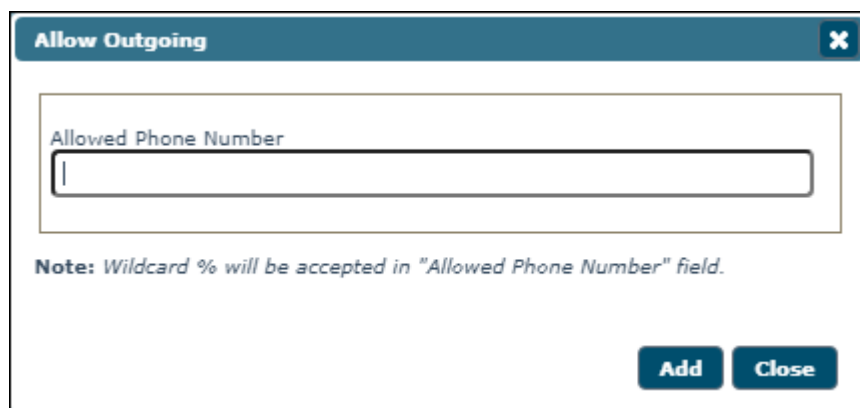 Allow Outgoing
Allowed Phone Number
Note: Wildcard % will be accepted in "Allowed Phone Number" field.
Add Close